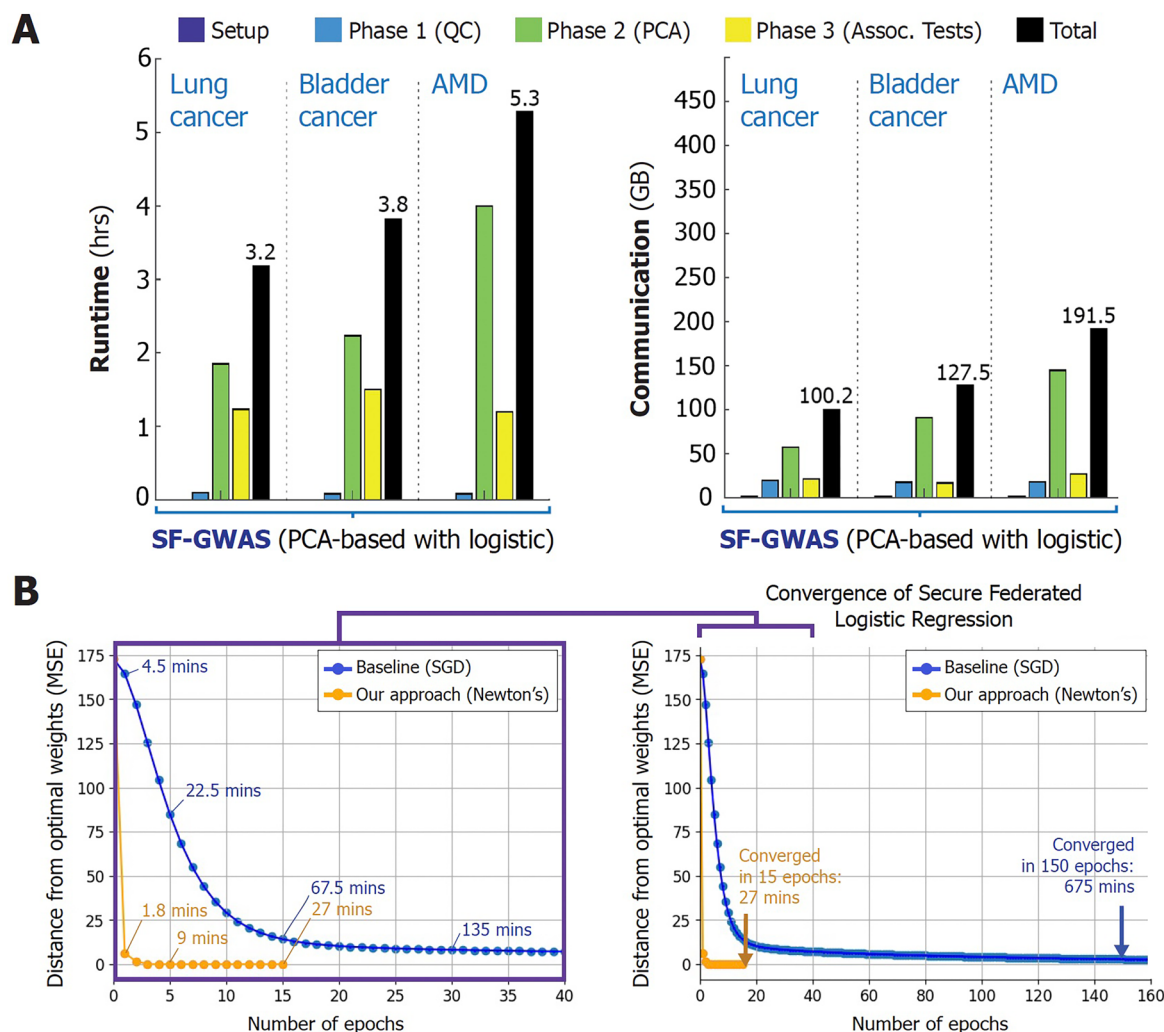 A
Setup
Phase 1 (QC)
Phase 2 (PCA)
Phase 3 (Assoc. Tests)
Total
Runtime (hrs)
6
5
4
3
2
1
0
Lung
cancer
Bladder
cancer
AMD
3.2
3.8
5.3
SF-GWAS (PCA-based with logistic)
Communication (GB)
450
400
350
300
250
200
150
100
50
0
Lung
cancer
Bladder
cancer
AMD
100.2
127.5
191.5
SF-GWAS (PCA-based with logistic)
B
Distance from optimal weights (MSE)
175
150
125
100
75
50
25
0
Baseline (SGD)
Our approach (Newton's)
4.5 mins
22.5 mins
67.5 mins
27 mins
135 mins
1.8 mins
9 mins
0
5
10
15
20
25
30
35
40
Number of epochs
Convergence of Secure Federated
Logistic Regression
Distance from optimal weights (MSE)
175
150
125
100
75
50
25
0
Baseline (SGD)
Our approach (Newton's)
Converged
in 15 epochs:
27 mins
Converged
in 150 epochs:
675 mins
0
20
40
60
80
100
120
140
160
Number of epochs